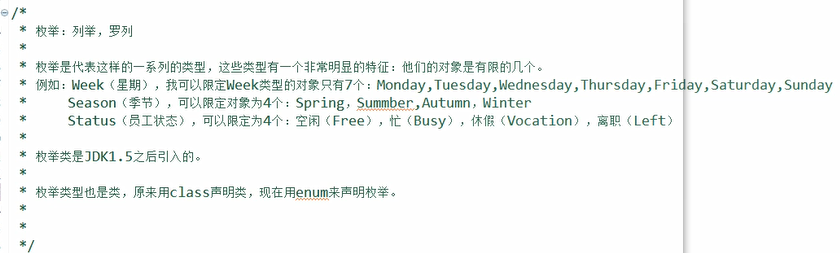 /*
* 枚举：列举，罗列
*
* 枚举是代表这样的一系列的类型，这些类型有一个非常明显的特征：他们的对象是有限的几个。
* 例如：Week（星期），我可以限定Week类型的对象只有7个：Monday,Tuesday,Wednesday,Thursday,Friday,Saturday,Sunday
* Season（季节），可以限定对象为4个：Spring，Summber,Autumn，Winter
* Status（员工状态），可以限定为4个：空闲（Free），忙（Busy），休假（Vocation），离职（Left）
*
* 枚举类是JDK1.5之后引入的。
*
* 枚举类型也是类，原来用class声明类，现在用enum来声明枚举。
*
*
*/